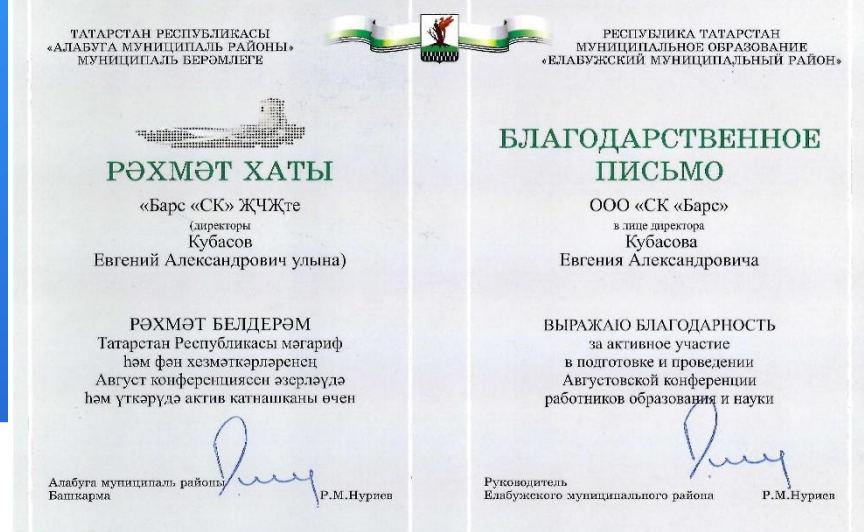 ТАТАРСТАН РЕСПУБЛИКАСЫ
«АЛАБУГА МУНИЦИПАЛЬ РАЙОНЫ»
МУНИЦИПАЛЬ БЕРӘМЛЕГЕ
РӘХМӘТ ХАТЫ
«Барс «СК» ҖЧҖте
(директоры
Кубасов
Евгений Александрович улына)
РӘХМӘТ БЕЛДЕРӘМ
Татарстан Республикасы мәгариф
һәм фән хезмәткәрләренең
Август конференциясен әзерләүдә
һәм үткәрүдә актив катнашканы өчен
Алабуга муниципаль районы
Башкарма
Р.М.Нуриев
РЕСПУБЛИКА ТАТАРСТАН
МУНИЦИПАЛЬНОЕ ОБРАЗОВАНИЕ
«ЕЛАБУЖСКИЙ МУНИЦИПАЛЬНЫЙ РАЙОН»
БЛАГОДАРСТВЕННОЕ
ПИСЬМО
ООО «СК «Барс»
в лице директора
Кубасова
Евгения Александровича
ВЫРАЖАЮ БЛАГОДАРНОСТЬ
за активное участие
в подготовке и проведении
Августовской конференции
работников образования и науки
Руководитель
Елабужского муниципального района
Р.М.Нуриев